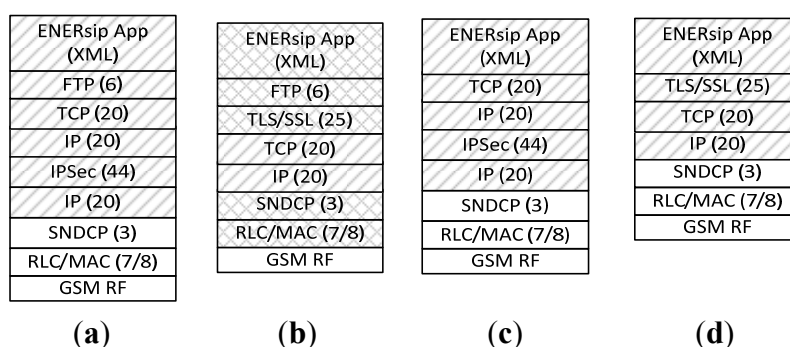 ENERsip App
(XML)
FTP (6)
TCP (20)
IP (20)
IPSec (44)
IP (20)
SNDCP (3)
RLC/MAC (7/8)
GSM RF
(a)
ENERsip App
(XML)
FTP (6)
TLS/SSL (25)
TCP (20)
IP (20)
SNDCP (3)
RLC/MAC (7/8)
GSM RF
(b)
ENERsip App
(XML)
TCP (20)
IP (20)
IPSec (44)
IP (20)
SNDCP (3)
RLC/MAC (7/8)
GSM RF
(c)
ENERsip App
(XML)
TLS/SSL (25)
TCP (20)
IP (20)
SNDCP (3)
RLC/MAC (7/8)
GSM RF
(d)